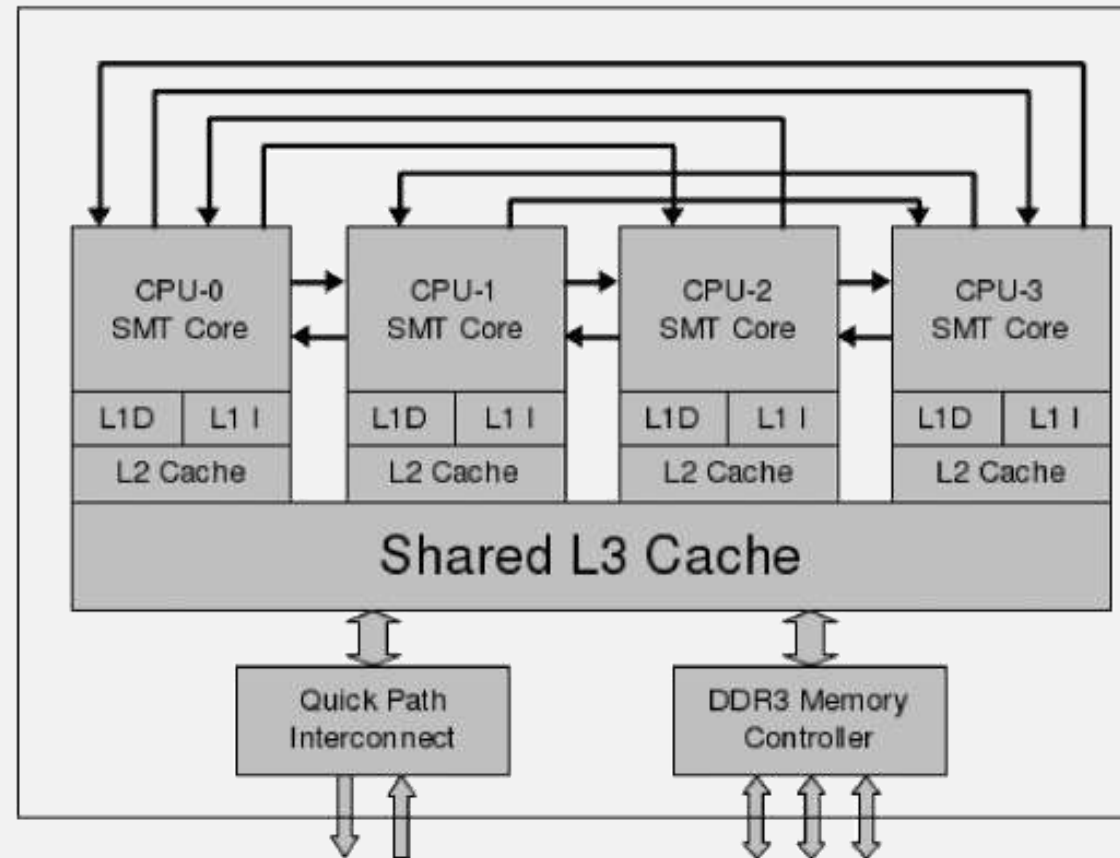 CPU-0
SMT Core
CPU-1
SMT Core
CPU-2
SMT Core
CPU-3
SMT Core
L1D
L1 I
L1D
L1 I
L1D
L1 I
L1D
L1 I
L2 Cache
L2 Cache
L2 Cache
L2 Cache
Shared L3 Cache
Quick Path
Interconnect
DDR3 Memory
Controller